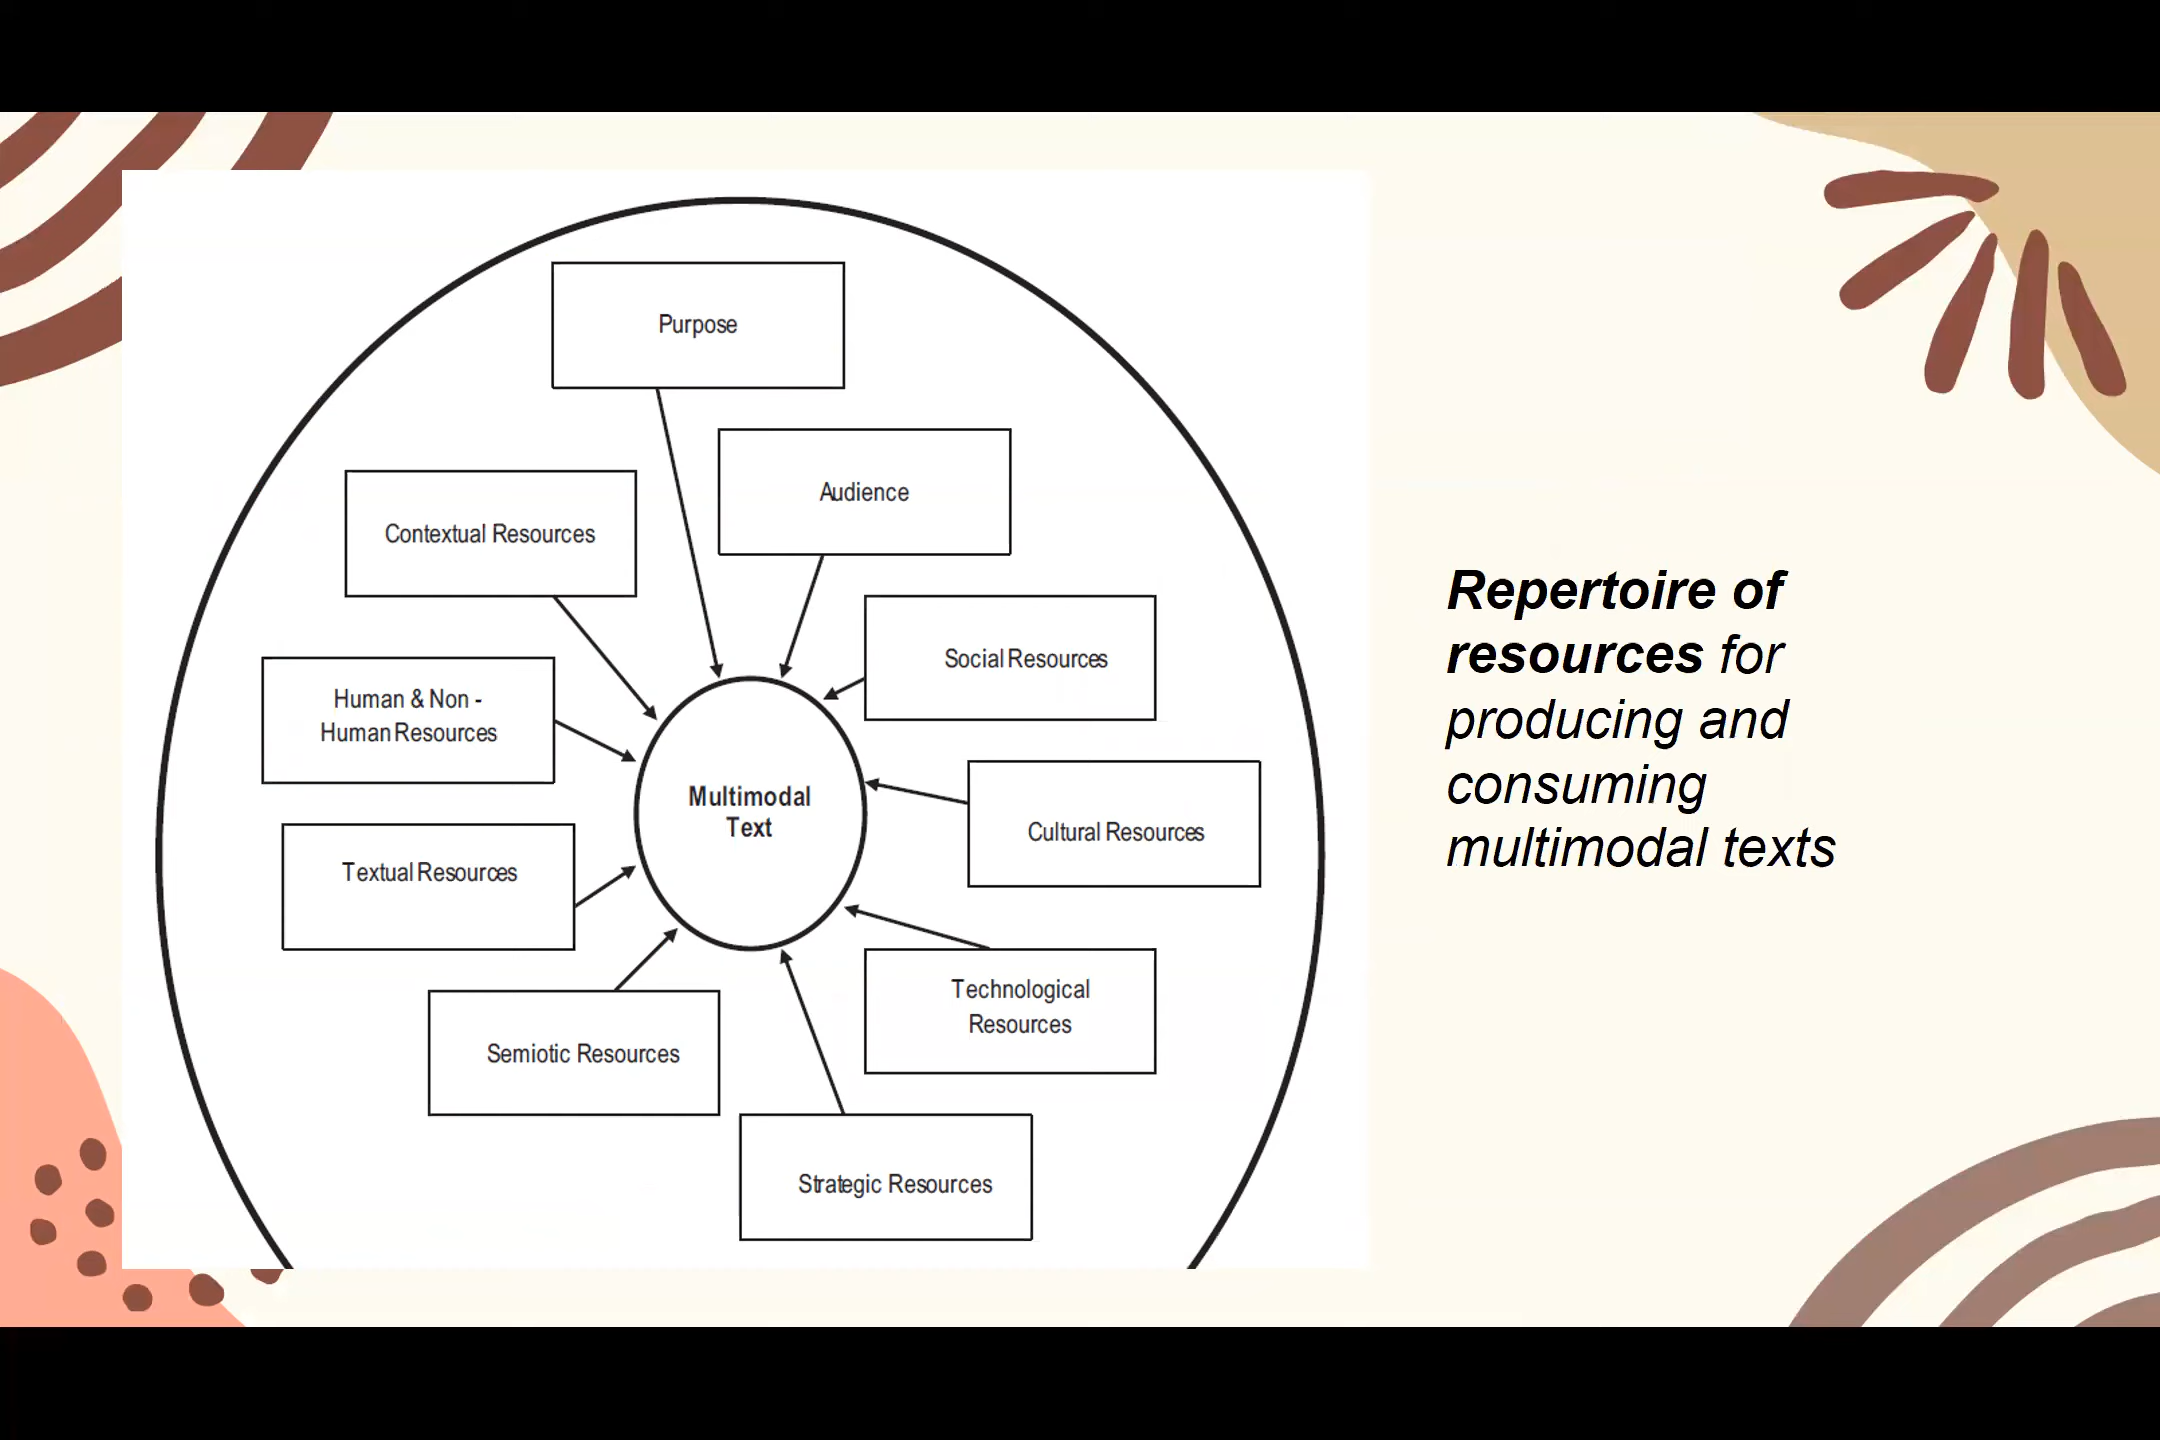 Purpose
Audience
Contextual Resources
Social Resources
Human & Non -
Human Resources
Multimodal
Text
Cultural Resources
Textual Resources
Technological
Resources
Semiotic Resources
Strategic Resources
Repertoire of
resources for
producing and
consuming
multimodal texts